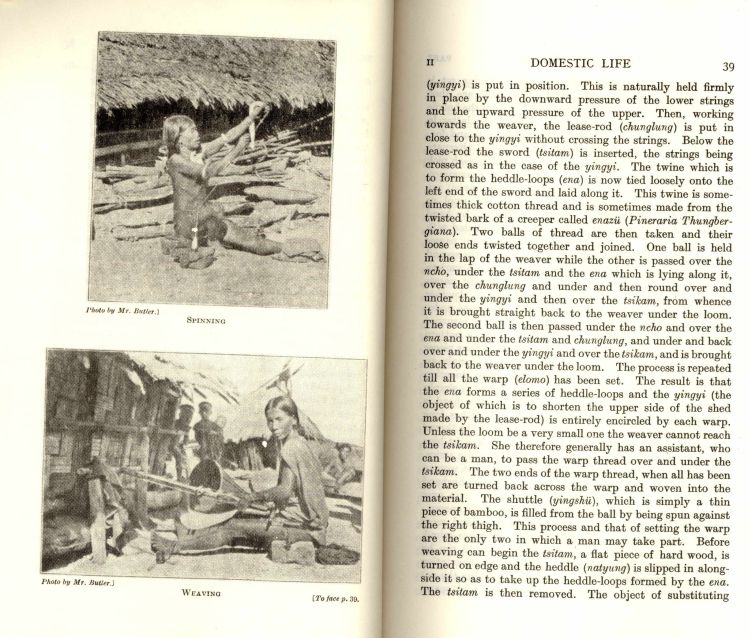 Photo by Mr. Butler.]
SPINNING
Photo by Mr. Butler.]
WEAVING
[To face p. 39.
II
DOMESTIC LIFE
39
(yingyi) is put in position. This is naturally held firmly
in place by the downward pressure of the lower strings
and the upward pressure of the upper. Then, working
towards the weaver, the lease-rod (chunglung) is put in
close to the yingyi without crossing the strings. Below the
lease-rod the sword (tsitam) is inserted, the strings being
crossed as in the case of the yingyi. The twine which is
to form the heddle-loops (ena) is now tied loosely onto the
left end of the sword and laid along it. This twine is some-
times thick cotton thread and is sometimes made from the
twisted bark of a creeper called enazü (Pineraria Thungber-
giana). Two balls of thread are then taken and their
loose ends twisted together and joined. One ball is held
in the lap of the weaver while the other is passed over the
ncho, under the tsitam and the ena which is lying along it,
over the chunglung and under and then round over and
under the yingyi and then over the tsikam, from whence
it is brought straight back to the weaver under the loom.
The second ball is then passed under the ncho and over the
ena and under the tsitam and chunglung, and under and back
over and under the yingyi and over the tsikam, and is brought
back to the weaver under the loom. The process is repeated
till all the warp (elomo) has been set. The result is that
the ena forms a series of heddle-loops and the yingyi (the
object of which is to shorten the upper side of the shed
made by the lease-rod) is entirely encircled by each warp.
Unless the loom be a very small one the weaver cannot reach
the tsikam. She therefore generally has an assistant, who
can be a man, to pass the warp thread over and under the
tsikam. The two ends of the warp thread, when all has been
set are turned back across the warp and woven into the
material. The shuttle (yingshü), which is simply a thin
piece of bamboo, is filled from the ball by being spun against
the right thigh. This process and that of setting the warp
are the only two in which a man may take part. Before
weaving can begin the tsitam, a flat piece of hard wood, is
turned on edge and the heddle (natyung) is slipped in along-
side it so as to take up the heddle-loops formed by the ena.
The tsitam is then removed. The object of substituting